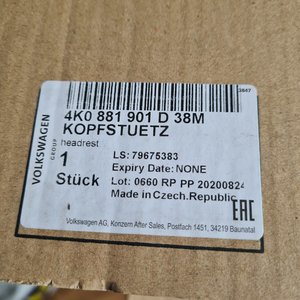 4K0 881 901 D 38M
KOPFSTUETZ
headrest
1
Stück
LS: 79675383
Expiry Date: NONE
Lot: 0660 RP PP 20200824
Made in Czech.Republic
EAC
Volkswagen AG, Konzern After Sales, Postfach 1451, 34219 Baunatal
VOLKSWAGEN
GROUP